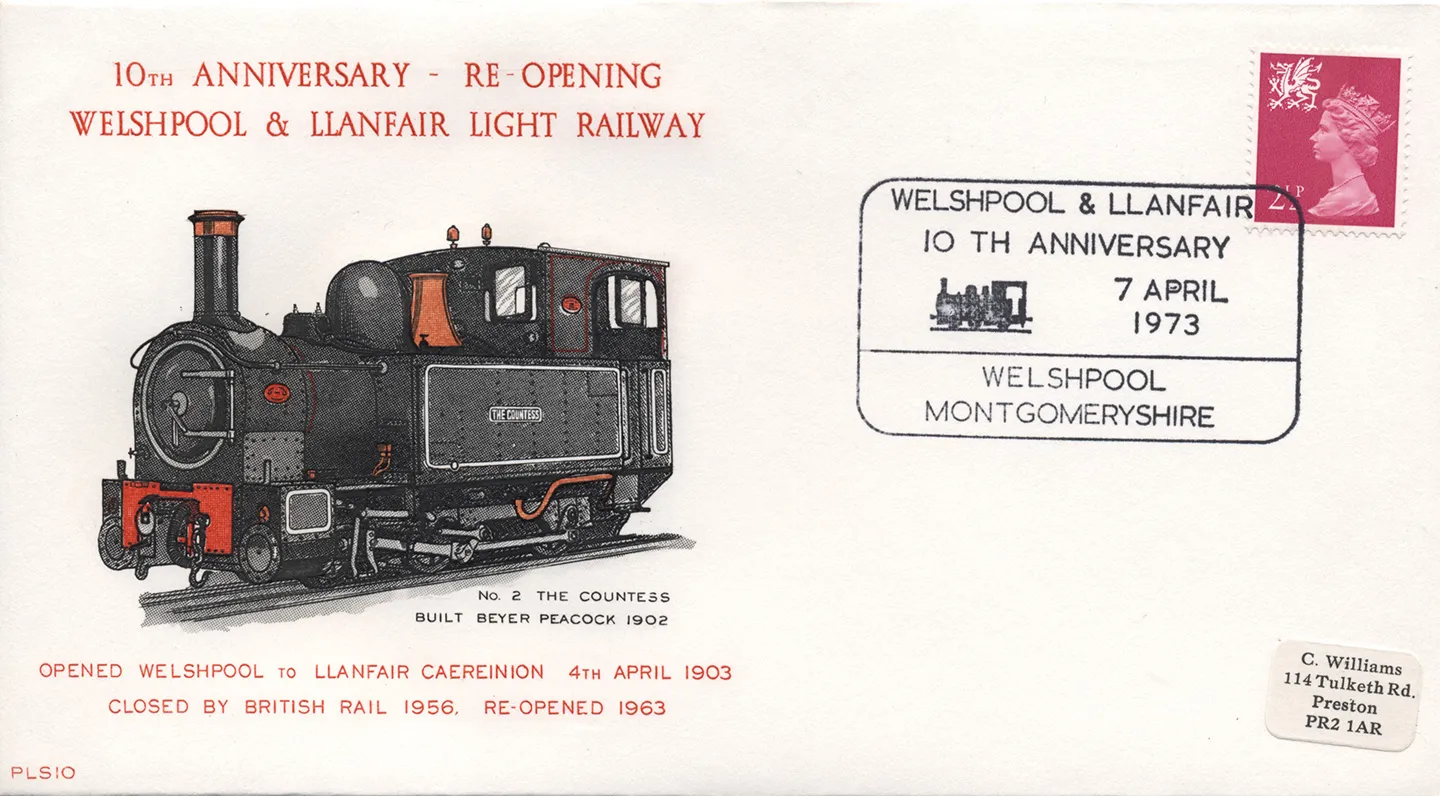 10TH ANNIVERSARY - RE-OPENING
WELSHPOOL & LLANFAIR LIGHT RAILWAY
2½P
WELSHPOOL & LLANFAIR
10 TH ANNIVERSARY
7 APRIL
1973
WELSHPOOL
MONTGOMERYSHIRE
THE COUNTESS
No. 2 THE COUNTESS
BUILT BEYER PEACOCK 1902
OPENED WELSHPOOL TO LLANFAIR CAEREINION 4TH APRIL 1903
CLOSED BY BRITISH RAIL 1956, RE-OPENED 1963
C. Williams
114 Tulketh Rd.
Preston
PR2 1AR
PLS10